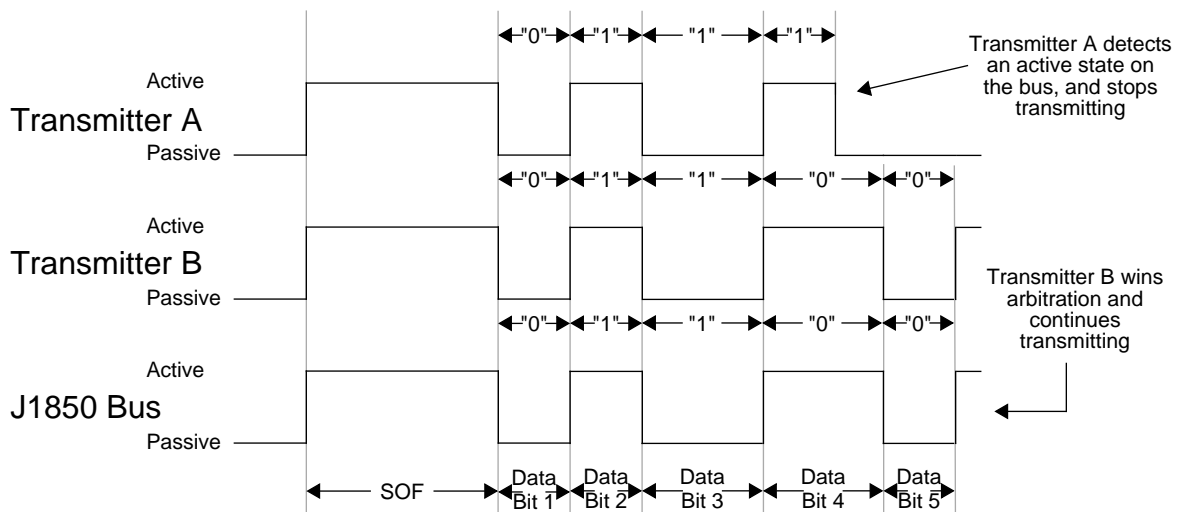 "0" "1" "1" "1"
Transmitter A detects
an active state on
the bus, and stops
transmitting
Active
Transmitter A
Passive
"0" "1" "1" "0" "0"
Active
Transmitter B
Passive
Transmitter B wins
arbitration and
continues
transmitting
"0" "1" "1" "0" "0"
Active
J1850 Bus
Passive
SOF
Data
Bit 1
Data
Bit 2
Data
Bit 3
Data
Bit 4
Data
Bit 5